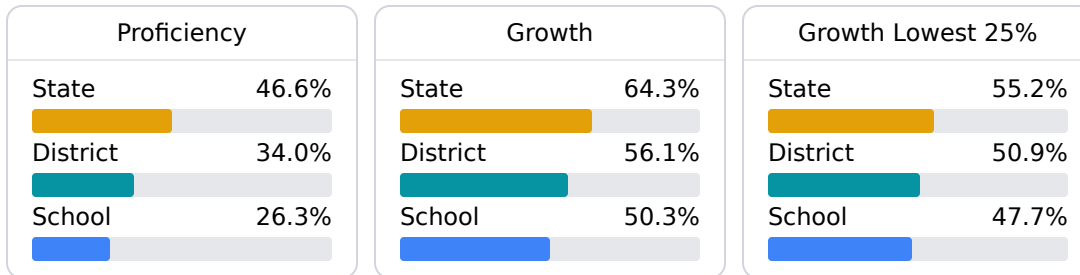 Proficiency
State 46.6%
District 34.0%
School 26.3%
Growth
State 64.3%
District 56.1%
School 50.3%
Growth Lowest 25%
State 55.2%
District 50.9%
School 47.7%